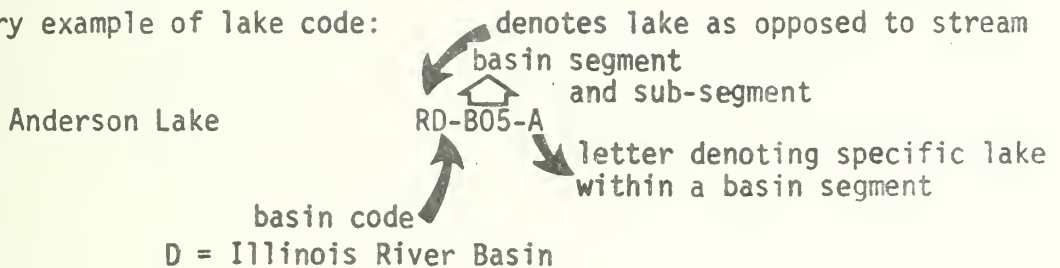 ry example of lake code: denotes lake as opposed to stream
basin segment
and sub-segment
Anderson Lake RD-B05-A
letter denoting specific lake
within a basin segment
basin code
D = Illinois River Basin